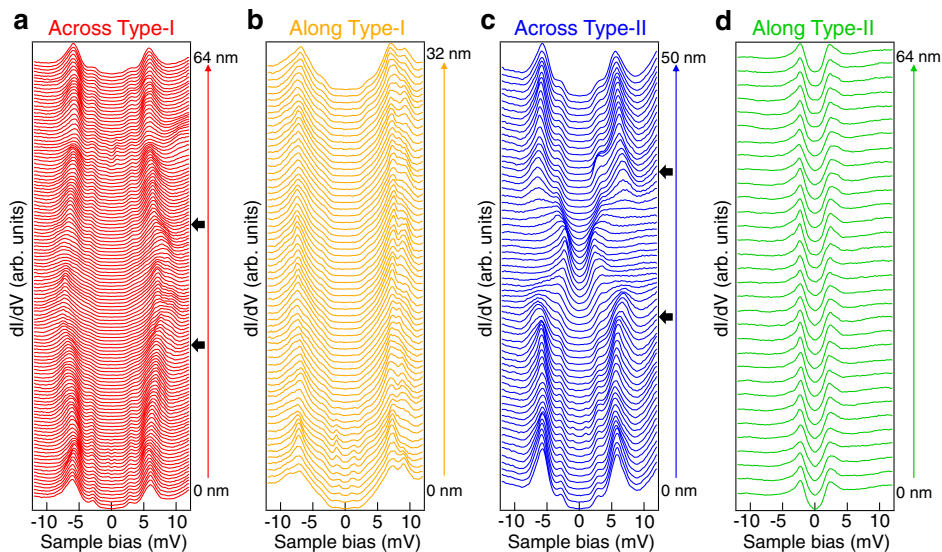 a Across Type-I
64 nm
0 nm
dI/dV (arb. units)
-10 -5 0 5 10
Sample bias (mV)
b Along Type-I
32 nm
0 nm
dI/dV (arb. units)
-10 -5 0 5 10
Sample bias (mV)
c Across Type-II
50 nm
0 nm
dI/dV (arb. units)
-10 -5 0 5 10
Sample bias (mV)
d Along Type-II
64 nm
0 nm
dI/dV (arb. units)
-10 -5 0 5 10
Sample bias (mV)